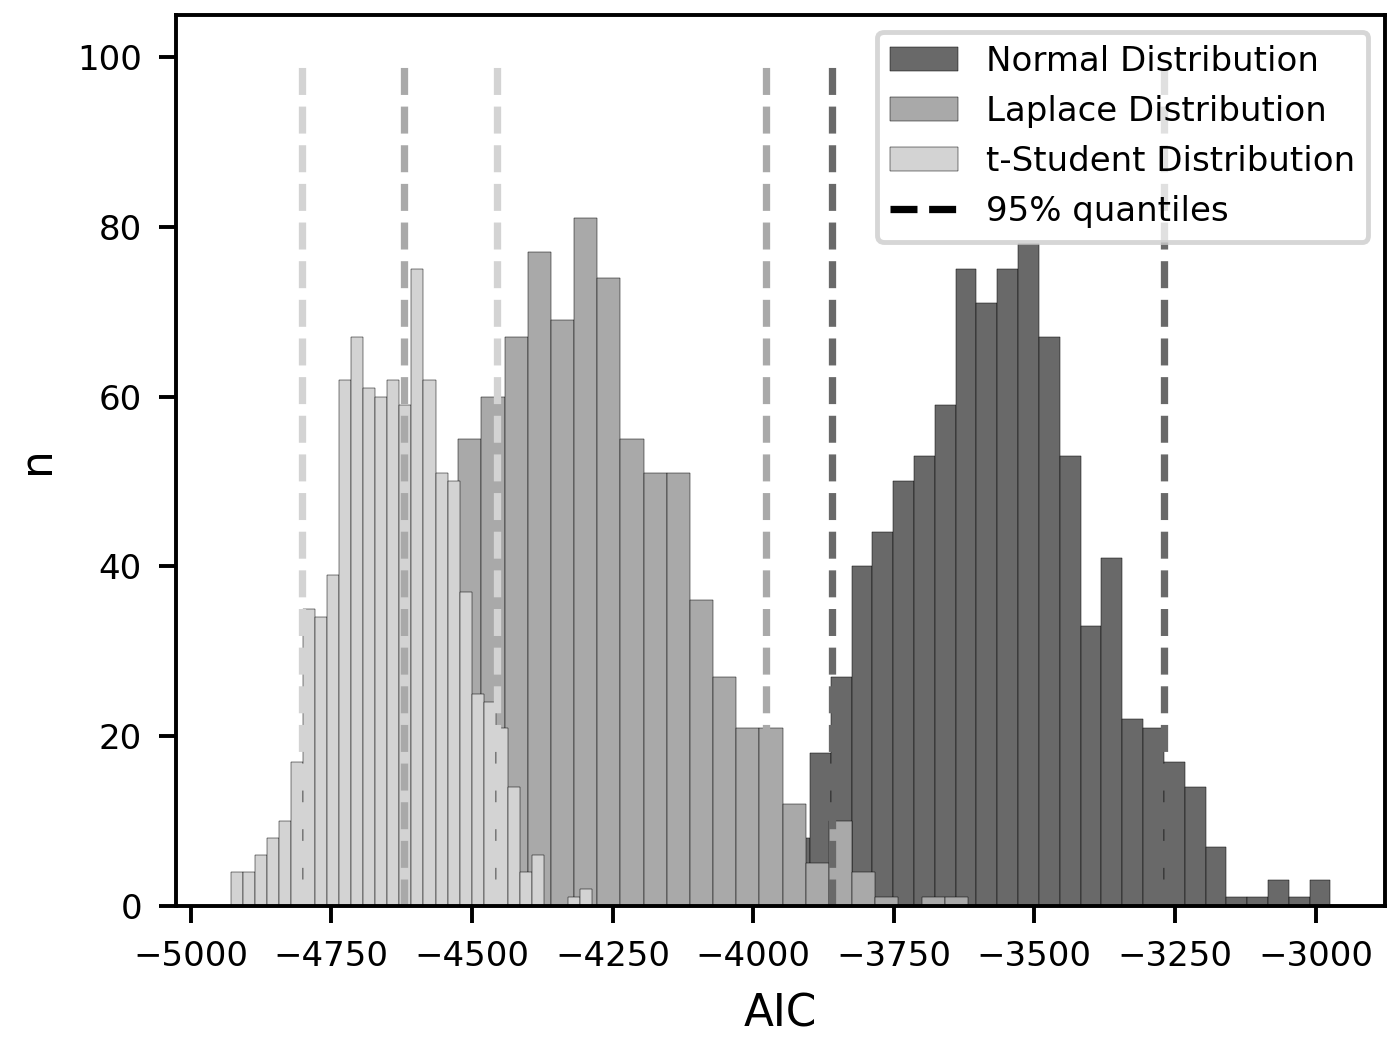 100
80
60
40
20
0
n
Normal Distribution
Laplace Distribution
t-Student Distribution
95% quantiles
−5000 −4750 −4500 −4250 −4000 −3750 −3500 −3250 −3000
AIC